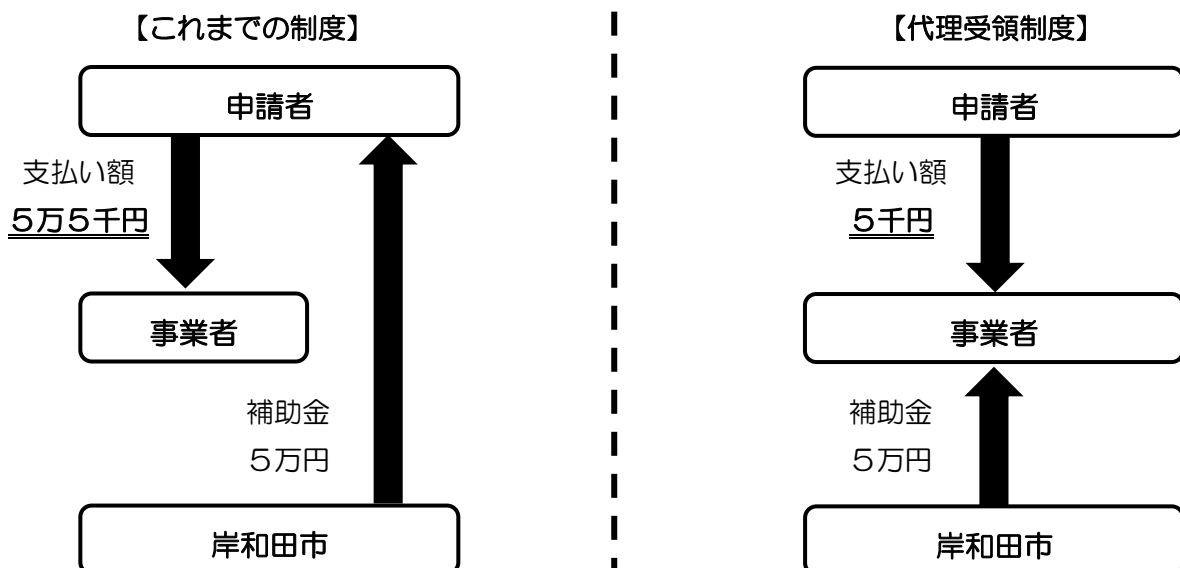 【これまでの制度】
申請者
支払い額
５万５千円
事業者
補助金
５万円
岸和田市
【代理受領制度】
申請者
支払い額
５千円
事業者
補助金
５万円
岸和田市